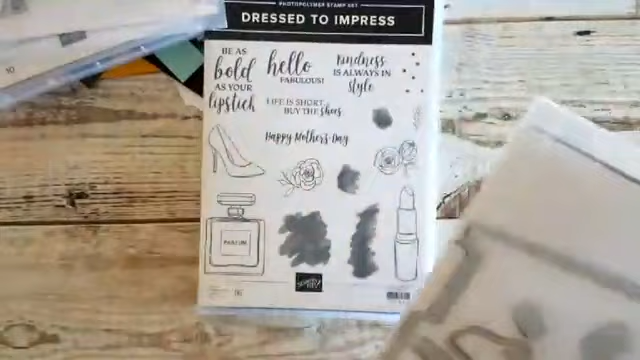 PHOTOPOLYMER STAMP SET
DRESSED TO IMPRESS
BE AS
bold
AS YOUR
lipstick
hello
FABULOUS!
Kindness
IS ALWAYS IN
style
LIFE IS SHORT,
BUY THE shoes
Happy Mother's Day
PARFUM
10